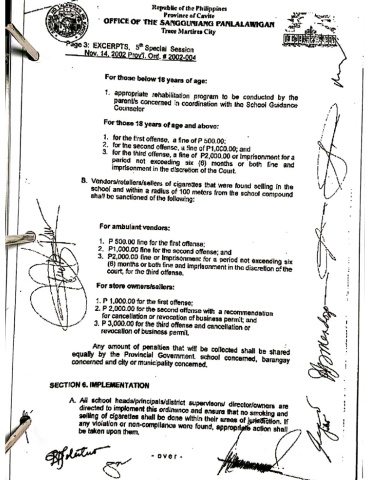 Republic of the Philippines
Province of Cavite
OFFICE OF THE SANGGUNIANG PANLALAWIGAN
Trece Martires City
Page 3: EXCERPTS, 5th Special Session
Nov. 14, 2002 Prov'l. Ord. # 2002-004
For those below 18 years of age:
1. appropriate rehabilitation program to be conducted by the
parent/s concerned in coordination with the School Guidance
Counselor
For those 18 years of age and above:
1. for the first offense, a fine of P 500.00;
2. for the second offense, a fine of P1,000.00; and
3. for the third offense, a fine of P2,000.00 or imprisonment for a
period not exceeding six (6) months or both fine and
imprisonment in the discretion of the Court.
B. Vendors/retailers/sellers of cigarettes that were found selling in the
school and within a radius of 100 meters from the school compound
shall be sanctioned of the following:
For ambulant vendors:
1. P 500.00 fine for the first offense;
2. P1,000.00 fine for the second offense; and
3. P2,000.00 fine or imprisonment for a period not exceeding six
(6) months or both fine and imprisonment in the discretion of the
court, for the third offense.
For store owners/sellers:
1. P 1,000.00 for the first offense;
2. P 2,000.00 for the second offense with a recommendation
for cancellation or revocation of business permit; and
3. P 3,000.00 for the third offense and cancellation or
revocation of business permit.
Any amount of penalties that will be collected shall be shared
equally by the Provincial Government, school concerned, barangay
concerned and city or municipality concerned.
SECTION 6. IMPLEMENTATION
A. All school heads/principals/district supervisors/ director/owners are
directed to implement this ordinance and ensure that no smoking and
selling of cigarettes shall be done within their areas of jurisdiction. If
any violation or non-compliance were found, appropriate action shall
be taken upon them.
- over -